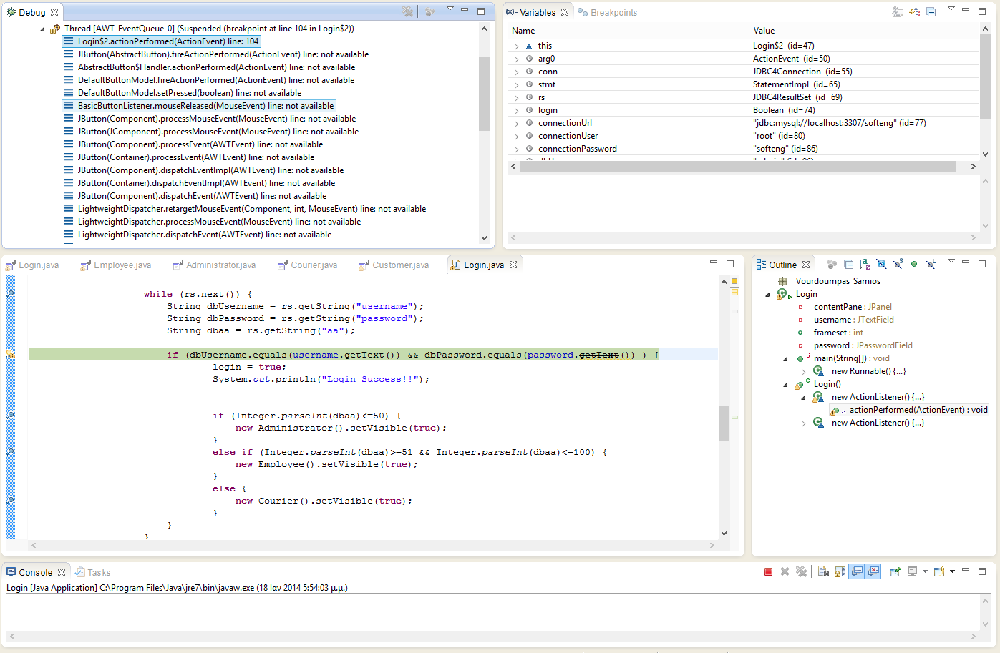 Debug
Thread [AWT-EventQueue-0] (Suspended (breakpoint at line 104 in Login$2))
Login$2.actionPerformed(ActionEvent) line: 104
JButton(AbstractButton).fireActionPerformed(ActionEvent) line: not available
AbstractButton$Handler.actionPerformed(ActionEvent) line: not available
DefaultButtonModel.fireActionPerformed(ActionEvent) line: not available
DefaultButtonModel.setPressed(boolean) line: not available
BasicButtonListener.mouseReleased(MouseEvent) line: not available
JButton(Component).processMouseEvent(MouseEvent) line: not available
JButton(JComponent).processMouseEvent(MouseEvent) line: not available
JButton(Component).processEvent(AWTEvent) line: not available
JButton(Container).processEvent(AWTEvent) line: not available
JButton(Component).dispatchEventImpl(AWTEvent) line: not available
JButton(Container).dispatchEventImpl(AWTEvent) line: not available
JButton(Component).dispatchEvent(AWTEvent) line: not available
LightweightDispatcher.retargetMouseEvent(Component, int, MouseEvent) line: not available
LightweightDispatcher.processMouseEvent(MouseEvent) line: not available
LightweightDispatcher.dispatchEvent(AWTEvent) line: not available
(x)= Variables Breakpoints
Name Value
this Login$2 (id=47)
arg0 ActionEvent (id=50)
conn JDBC4Connection (id=55)
stmt StatementImpl (id=65)
rs JDBC4ResultSet (id=69)
login Boolean (id=74)
connectionUrl "jdbc:mysql://localhost:3307/softeng" (id=77)
connectionUser "root" (id=80)
connectionPassword "softeng" (id=86)
Login.java Employee.java Administrator.java Courier.java Customer.java Login.java
while (rs.next()) {
String dbUsername = rs.getString("username");
String dbPassword = rs.getString("password");
String dbaa = rs.getString("aa");
if (dbUsername.equals(username.getText()) && dbPassword.equals(password.getText()) ) {
login = true;
System.out.println("Login Success!!");
if (Integer.parseInt(dbaa)<=50) {
new Administrator().setVisible(true);
}
else if (Integer.parseInt(dbaa)>=51 && Integer.parseInt(dbaa)<=100) {
new Employee().setVisible(true);
}
else {
new Courier().setVisible(true);
}
}
}
Outline
Vourdoumpas_Samios
Login
contentPane : JPanel
username : JTextField
frameset : int
password : JPasswordField
main(String[]) : void
new Runnable() {...}
Login()
new ActionListener() {...}
actionPerformed(ActionEvent) : void
new ActionListener() {...}
Console Tasks
Login [Java Application] C:\Program Files\Java\jre7\bin\javaw.exe (18 Ιαν 2014 5:54:03 μ.μ.)